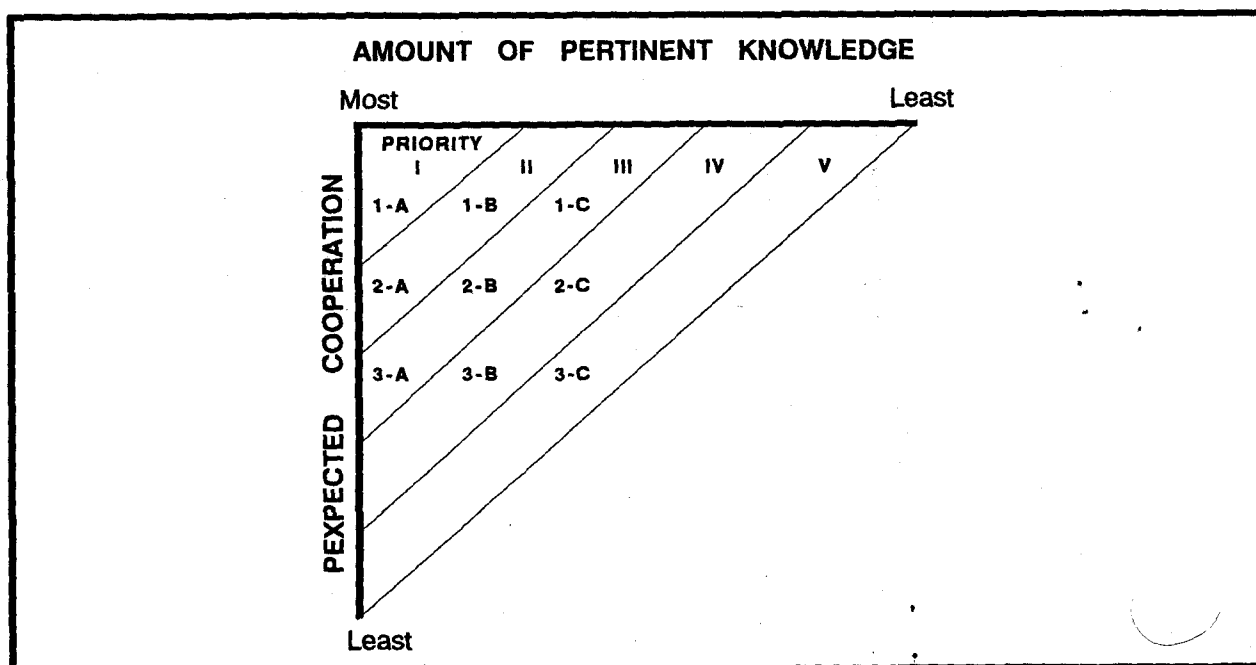 AMOUNT OF PERTINENT KNOWLEDGE
Most Least
PRIORITY
I II III IV V
1-A 1-B 1-C
2-A 2-B 2-C
3-A 3-B 3-C
PEXPECTED COOPERATION
Least